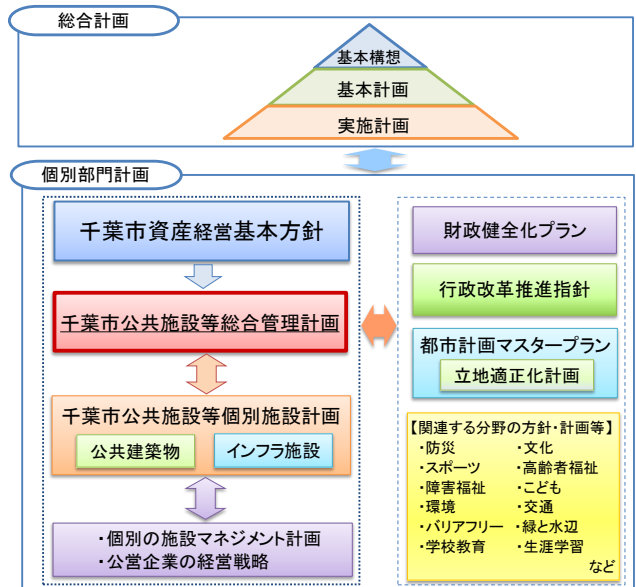 総合計画
基本構想
基本計画
実施計画
個別部門計画
千葉市資産経営基本方針
千葉市公共施設等総合管理計画
千葉市公共施設等個別施設計画
公共建築物
インフラ施設
・個別の施設マネジメント計画
・公営企業の経営戦略
財政健全化プラン
行政改革推進指針
都市計画マスタープラン
立地適正化計画
【関連する分野の方針・計画等】
・防災 ・文化
・スポーツ ・高齢者福祉
・障害福祉 ・こども
・環境 ・交通
・バリアフリー ・緑と水辺
・学校教育 ・生涯学習
など